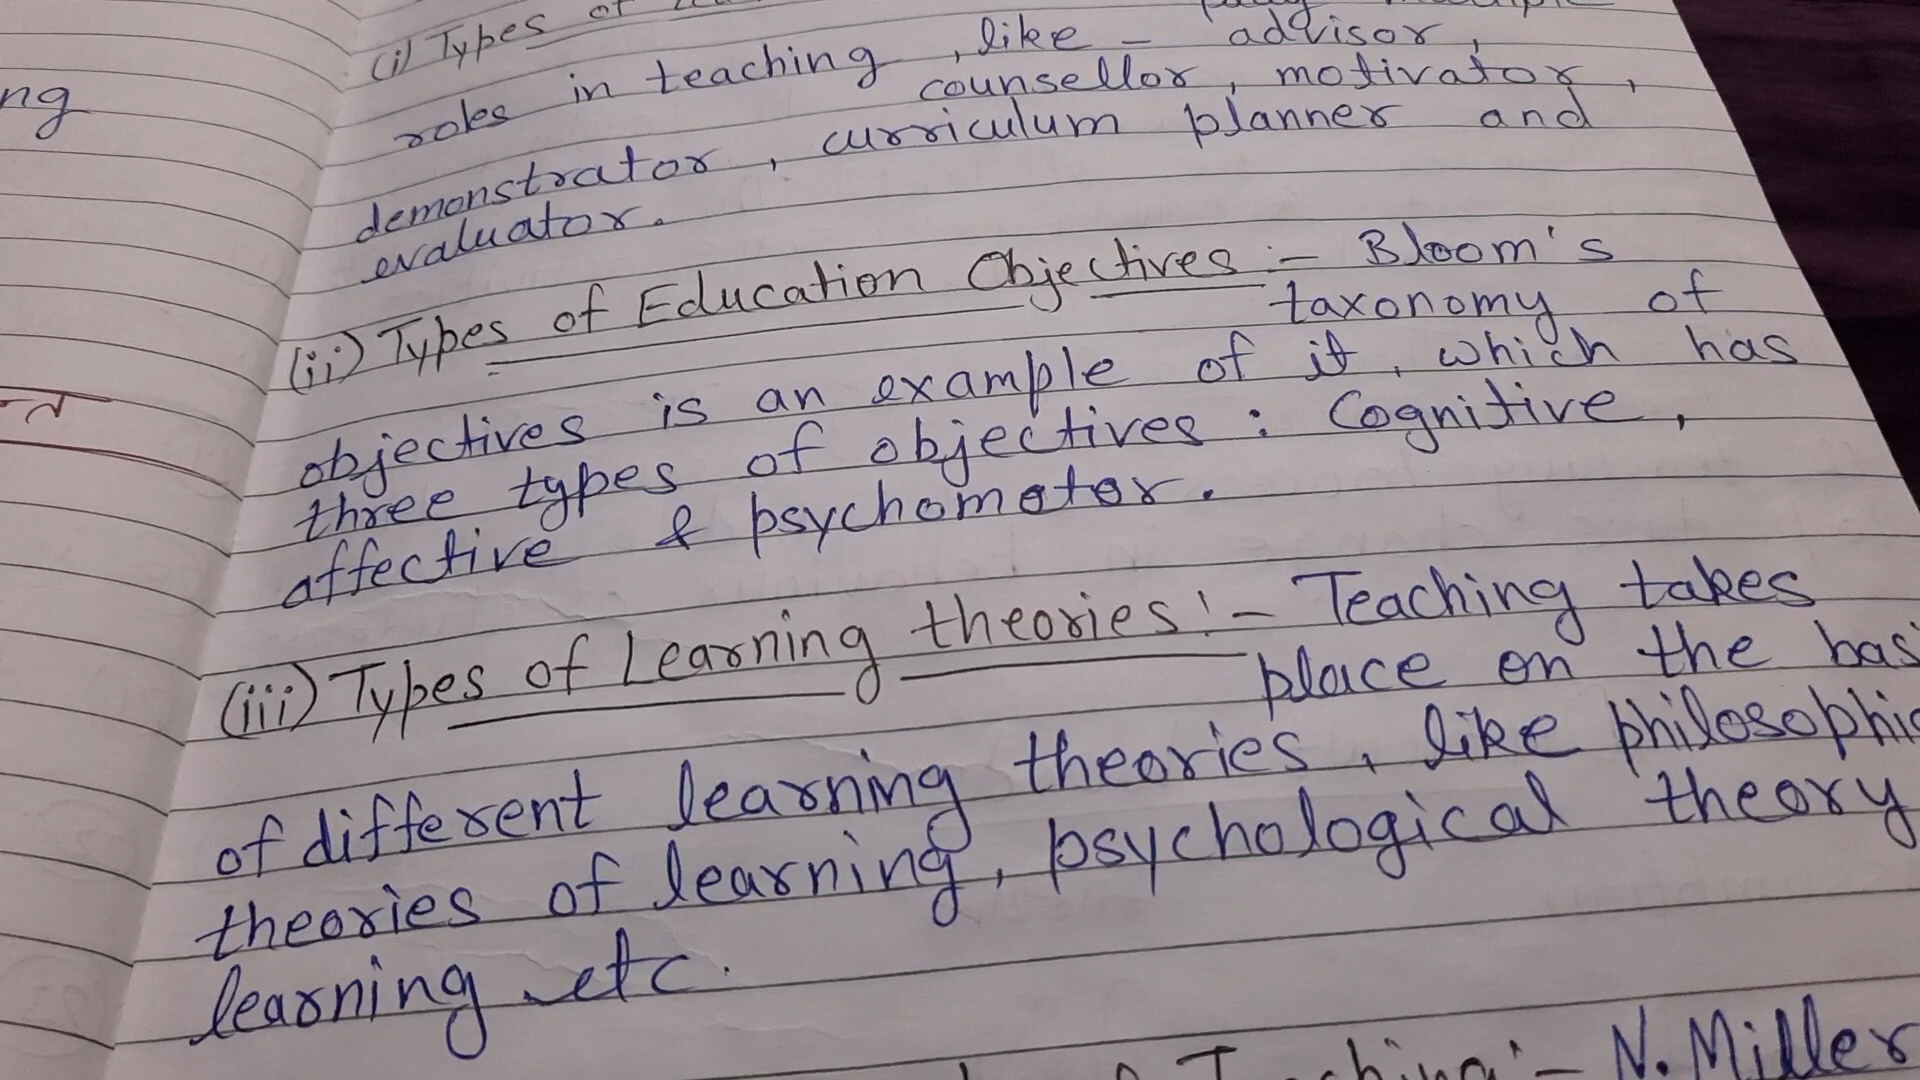 ng
(i) Types of
roles in teaching, like - advisor,
counsellor, motivator,
demonstrator, curriculum planner and
evaluator.
(ii) Types of Education Objectives :- Bloom's
taxonomy of
objectives is an example of it, which has
three types of objectives : Cognitive,
affective & psychomotor.
(iii) Types of Learning theories :- Teaching takes
place on the bas
of different learning theories, like philosophic
theories of learning, psychological theory
learning etc.
:- N. Miller